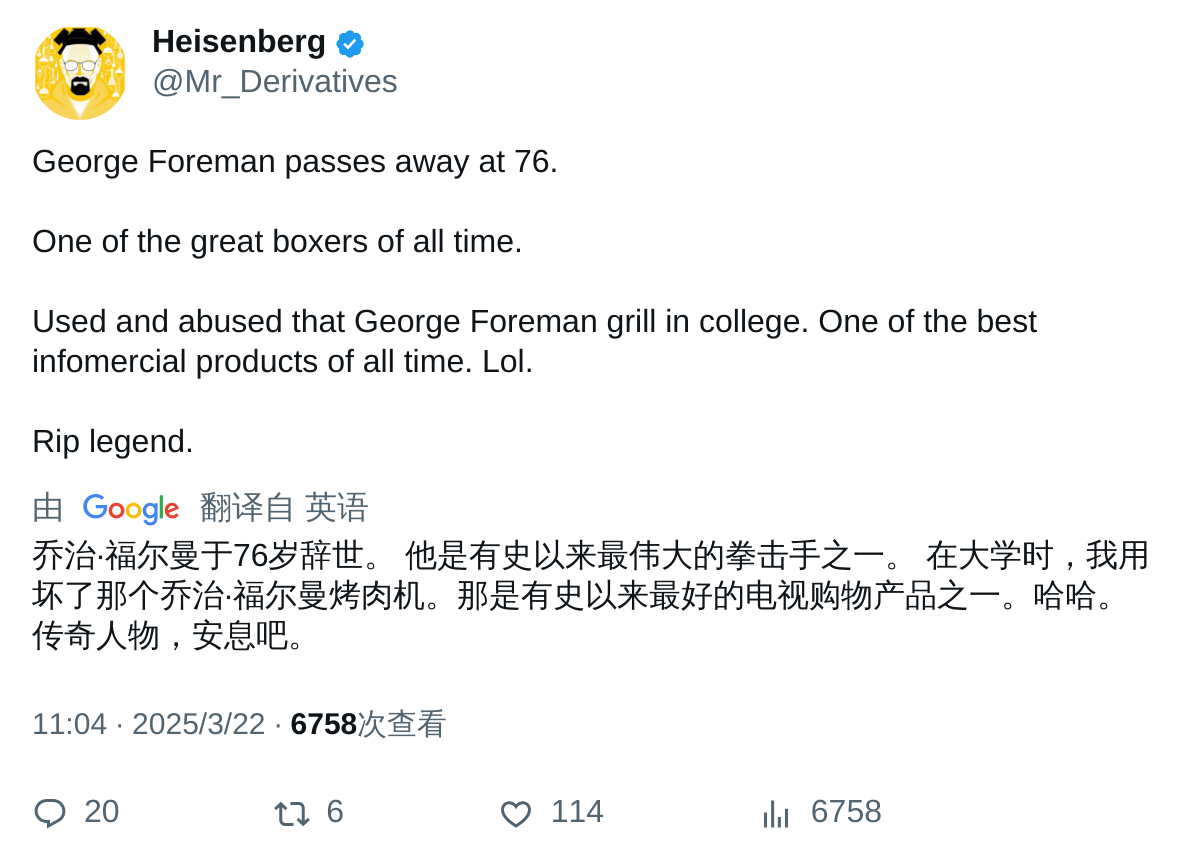 Heisenberg
@Mr_Derivatives
George Foreman passes away at 76.
One of the great boxers of all time.
Used and abused that George Foreman grill in college. One of the best
infomercial products of all time. Lol.
Rip legend.
由 Google 翻译自 英语
乔治·福尔曼于76岁辞世。 他是有史以来最伟大的拳击手之一。 在大学时，我用
坏了那个乔治·福尔曼烤肉机。那是有史以来最好的电视购物产品之一。哈哈。
传奇人物，安息吧。
11:04 · 2025/3/22 · 6758次查看
20 6 114 6758